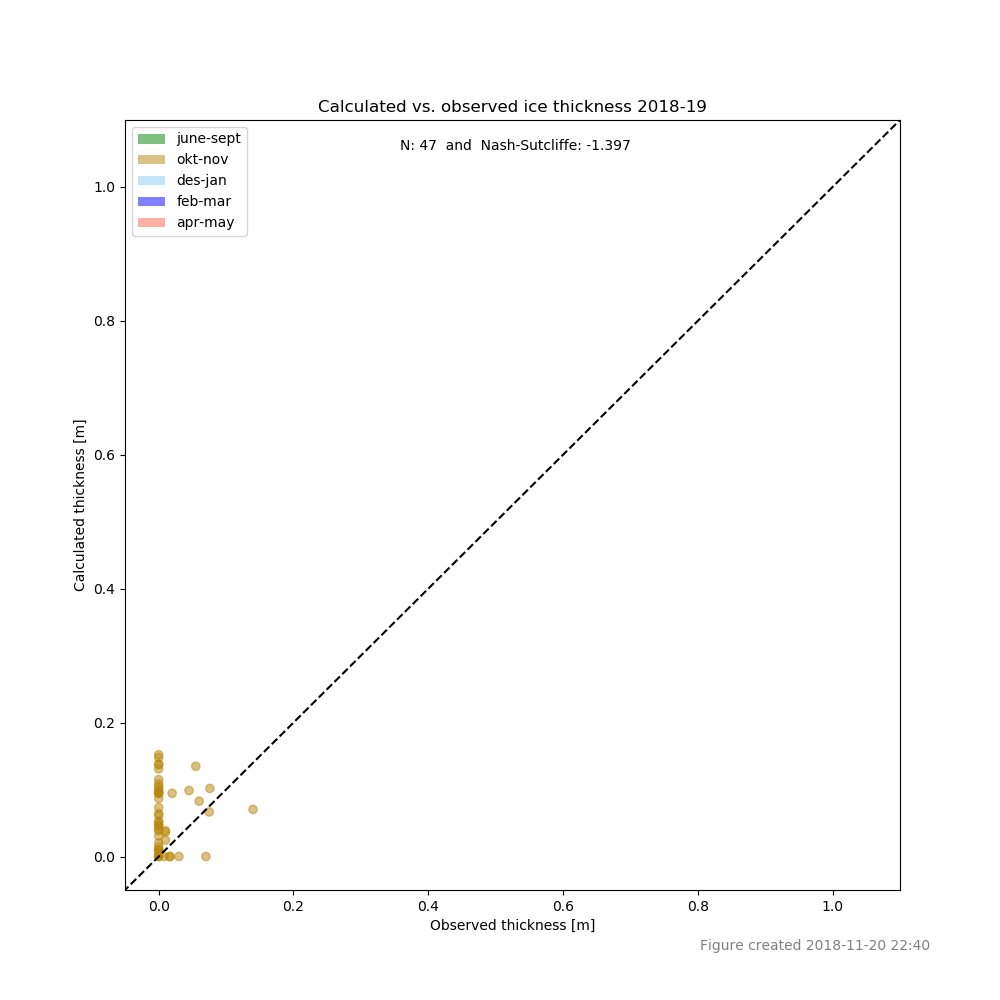 Calculated vs. observed ice thickness 2018-19
N: 47 and Nash-Sutcliffe: -1.397
june-sept
okt-nov
des-jan
feb-mar
apr-may
1.0
0.8
0.6
0.4
0.2
0.0
Calculated thickness [m]
0.0 0.2 0.4 0.6 0.8 1.0
Observed thickness [m]
Figure created 2018-11-20 22:40